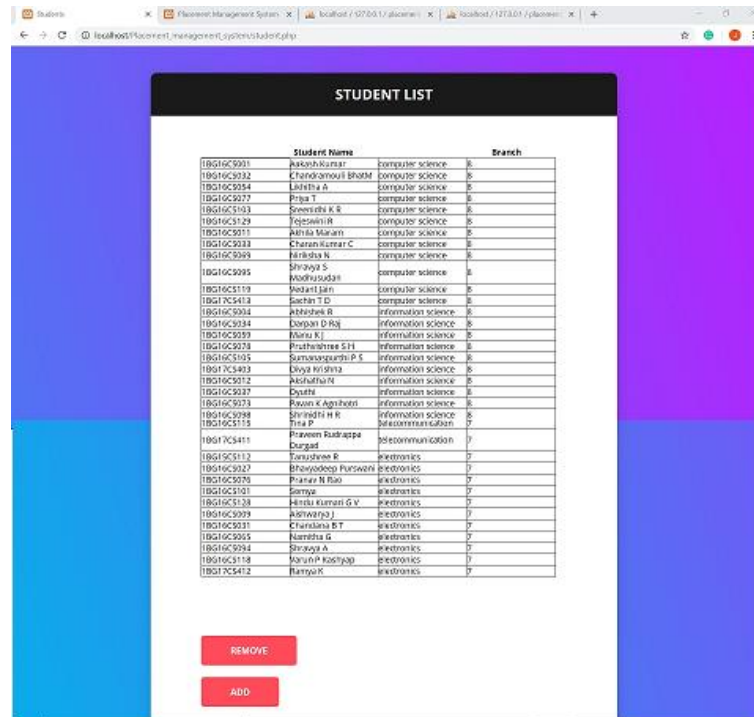 Students
Placement Management System
localhost / 127.0.0.1 / placement
localhost / 127.0.0.1 / placement
localhost/Placement_management_system/student.php
STUDENT LIST
Student Name Branch
1BG16CS001 Aakash Kumar computer science 8
1BG16CS032 Chandramouli BhatM computer science 8
1BG16CS054 Likhitha A computer science 8
1BG16CS077 Priya T computer science 8
1BG16CS103 Sreenidhi K R computer science 8
1BG16CS129 Tejeswini R computer science 8
1BG16CS011 Akhila Maram computer science 8
1BG16CS033 Charan Kumar C computer science 8
1BG16CS069 Niriksha N computer science 8
1BG16CS095 Shravya S Madhusudan computer science 8
1BG16CS119 Vedant Jain computer science 8
1BG17CS413 Sachin T D computer science 8
1BG16CS004 Abhishek R information science 8
1BG16CS034 Darpan D Raj information science 8
1BG16CS059 Manu K J information science 8
1BG16CS078 Pruthvishree S H information science 8
1BG16CS105 Sumanaspurthi P S information science 8
1BG17CS403 Divya Krishna information science 8
1BG16CS012 Akshatha N information science 8
1BG16CS037 Dyuthi information science 8
1BG16CS073 Pavan K Agnihotri information science 8
1BG16CS098 Shrinidhi H R information science 8
1BG16CS115 Tina P telecommunication 7
1BG17CS411 Praveen Rudrappa Durgad telecommunication 7
1BG15CS112 Tanushree R electronics 7
1BG16CS027 Bhavyadeep Purswani electronics 7
1BG16CS076 Pranav N Rao electronics 7
1BG16CS101 Somya electronics 7
1BG16CS128 Hindu Kumari G V electronics 7
1BG16CS009 Aishwarya J electronics 7
1BG16CS031 Chandana B T electronics 7
1BG16CS065 Namitha G electronics 7
1BG16CS094 Shravya A electronics 7
1BG16CS118 Varun P Kashyap electronics 7
1BG17CS412 Ramya K electronics 7
REMOVE
ADD